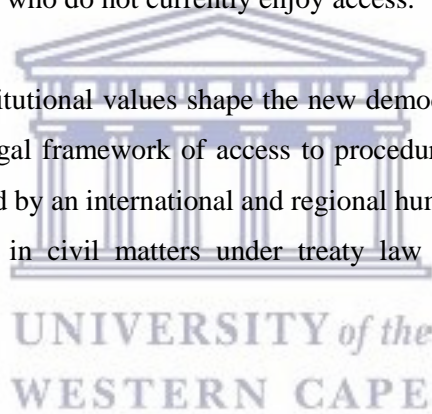 who do not currently enjoy access.
itutional values shape the new democ
gal framework of access to procedur
d by an international and regional hum
in civil matters under treaty law
UNIVERSITY of the
WESTERN CAPE